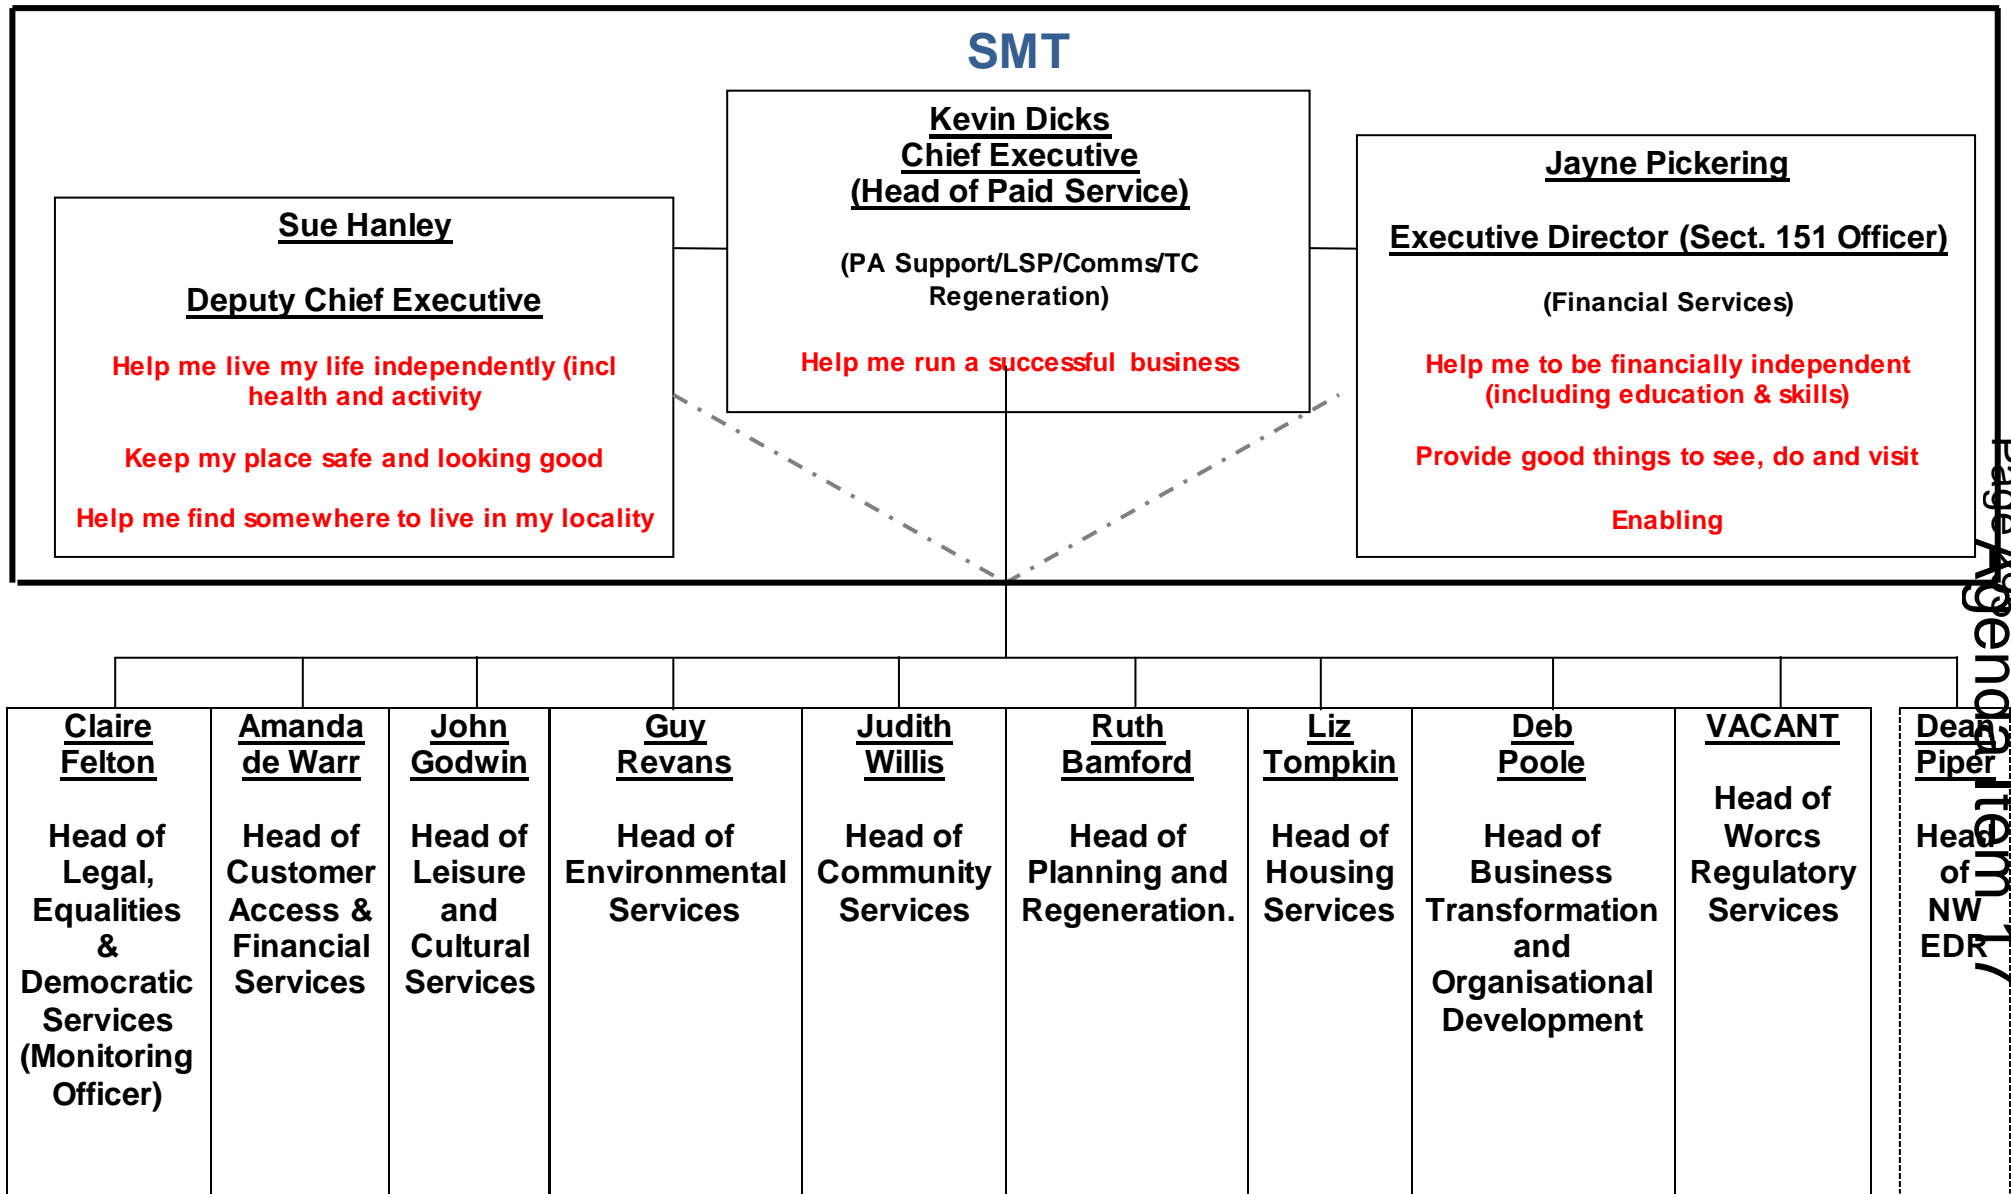 SMT
Kevin Dicks
Chief Executive
(Head of Paid Service)
(PA Support/LSP/Comms/TC
Regeneration)
Help me run a successful business
Sue Hanley
Deputy Chief Executive
Help me live my life independently (incl
health and activity
Keep my place safe and looking good
Help me find somewhere to live in my locality
Jayne Pickering
Executive Director (Sect. 151 Officer)
(Financial Services)
Help me to be financially independent
(including education & skills)
Provide good things to see, do and visit
Enabling
Claire
Felton
Head of
Legal,
Equalities
&
Democratic
Services
(Monitoring
Officer)
Amanda
de Warr
Head of
Customer
Access &
Financial
Services
John
Godwin
Head of
Leisure
and
Cultural
Services
Guy
Revans
Head of
Environmental
Services
Judith
Willis
Head of
Community
Services
Ruth
Bamford
Head of
Planning and
Regeneration.
Liz
Tompkin
Head of
Housing
Services
Deb
Poole
Head of
Business
Transformation
and
Organisational
Development
VACANT
Head of
Worcs
Regulatory
Services
Dean
Piper
Head
of
NW
EDR
Page
Agenda Item 17